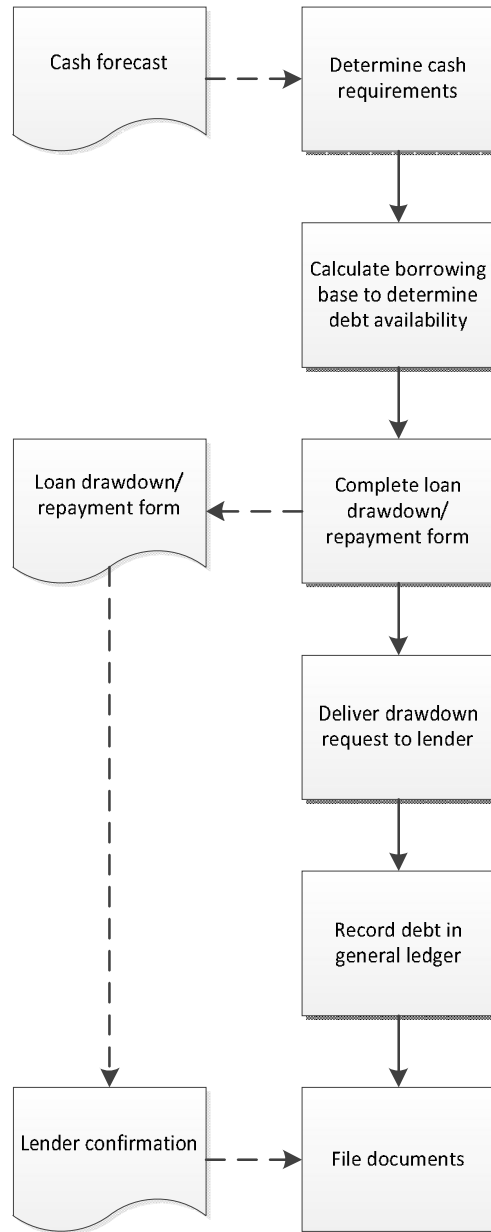 Cash forecast
Determine cash
requirements
Calculate borrowing
base to determine
debt availability
Loan drawdown/
repayment form
Complete loan
drawdown/
repayment form
Deliver drawdown
request to lender
Record debt in
general ledger
Lender confirmation
File documents